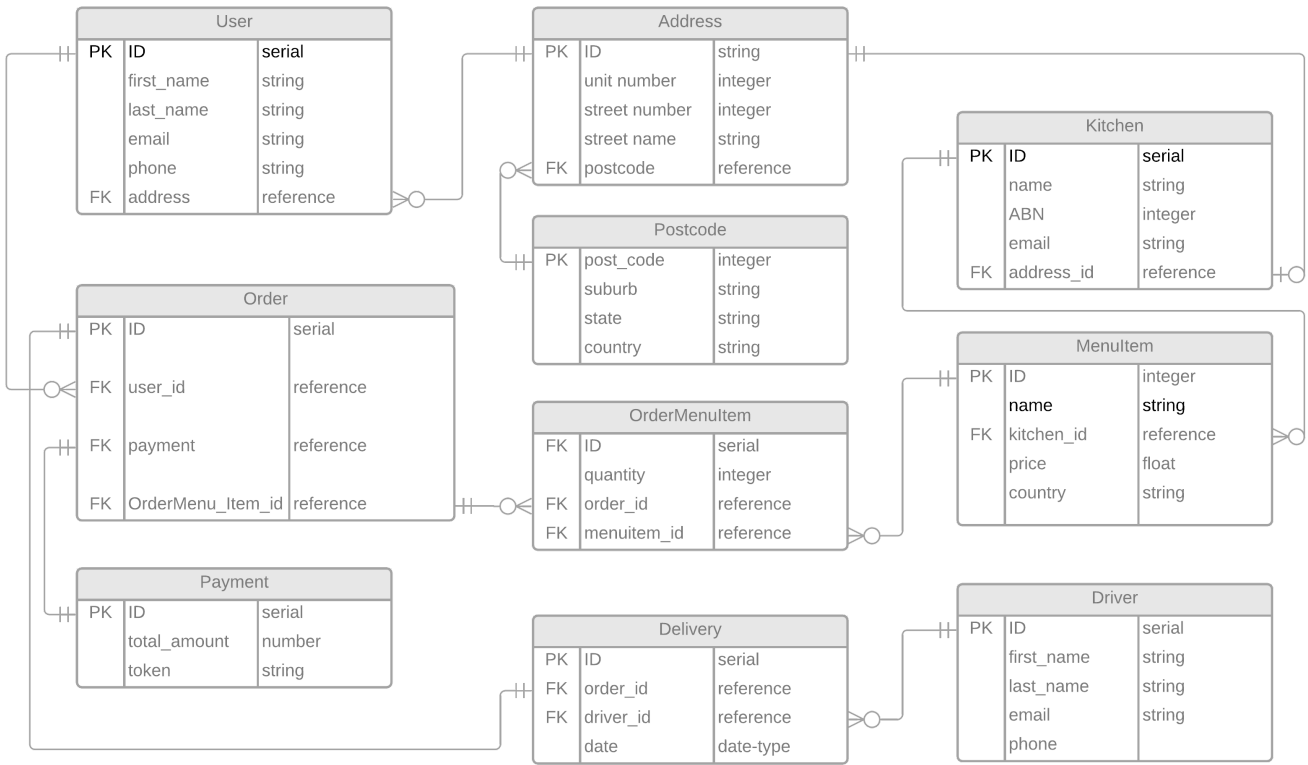 User
PK ID serial
first_name string
last_name string
email string
phone string
FK address reference
Address
PK ID string
unit number integer
street number integer
street name string
FK postcode reference
Kitchen
PK ID serial
name string
ABN integer
email string
FK address_id reference
Postcode
PK post_code integer
suburb string
state string
country string
Order
PK ID serial
FK user_id reference
FK payment reference
FK OrderMenu_Item_id reference
OrderMenuItem
FK ID serial
quantity integer
FK order_id reference
FK menuitem_id reference
MenuItem
PK ID integer
name string
FK kitchen_id reference
price float
country string
Payment
PK ID serial
total_amount number
token string
Delivery
PK ID serial
FK order_id reference
FK driver_id reference
date date-type
Driver
PK ID serial
first_name string
last_name string
email string
phone